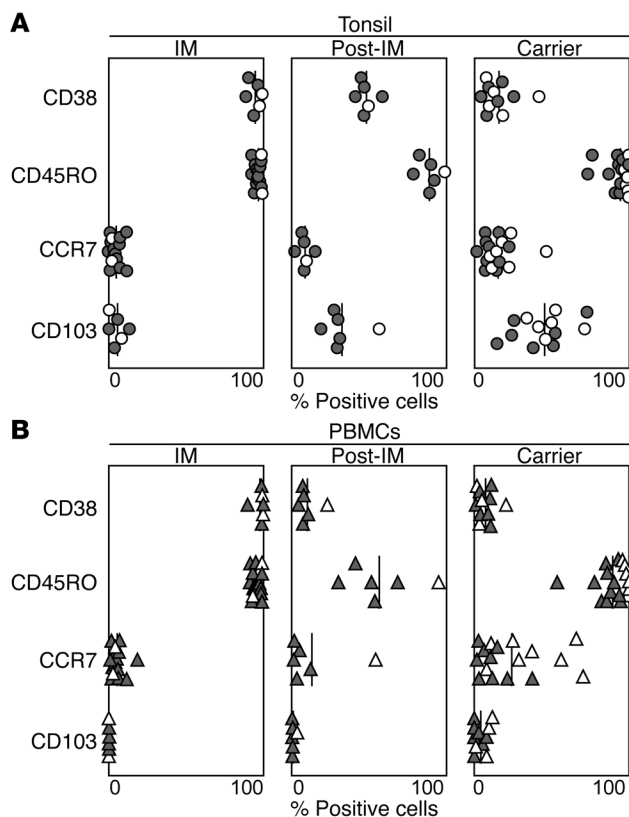 A
Tonsil
IM Post-IM Carrier
CD38
CD45RO
CCR7
CD103
0 100 0 100 0 100
% Positive cells
B
PBMCs
IM Post-IM Carrier
CD38
CD45RO
CCR7
CD103
0 100 0 100 0 100
% Positive cells